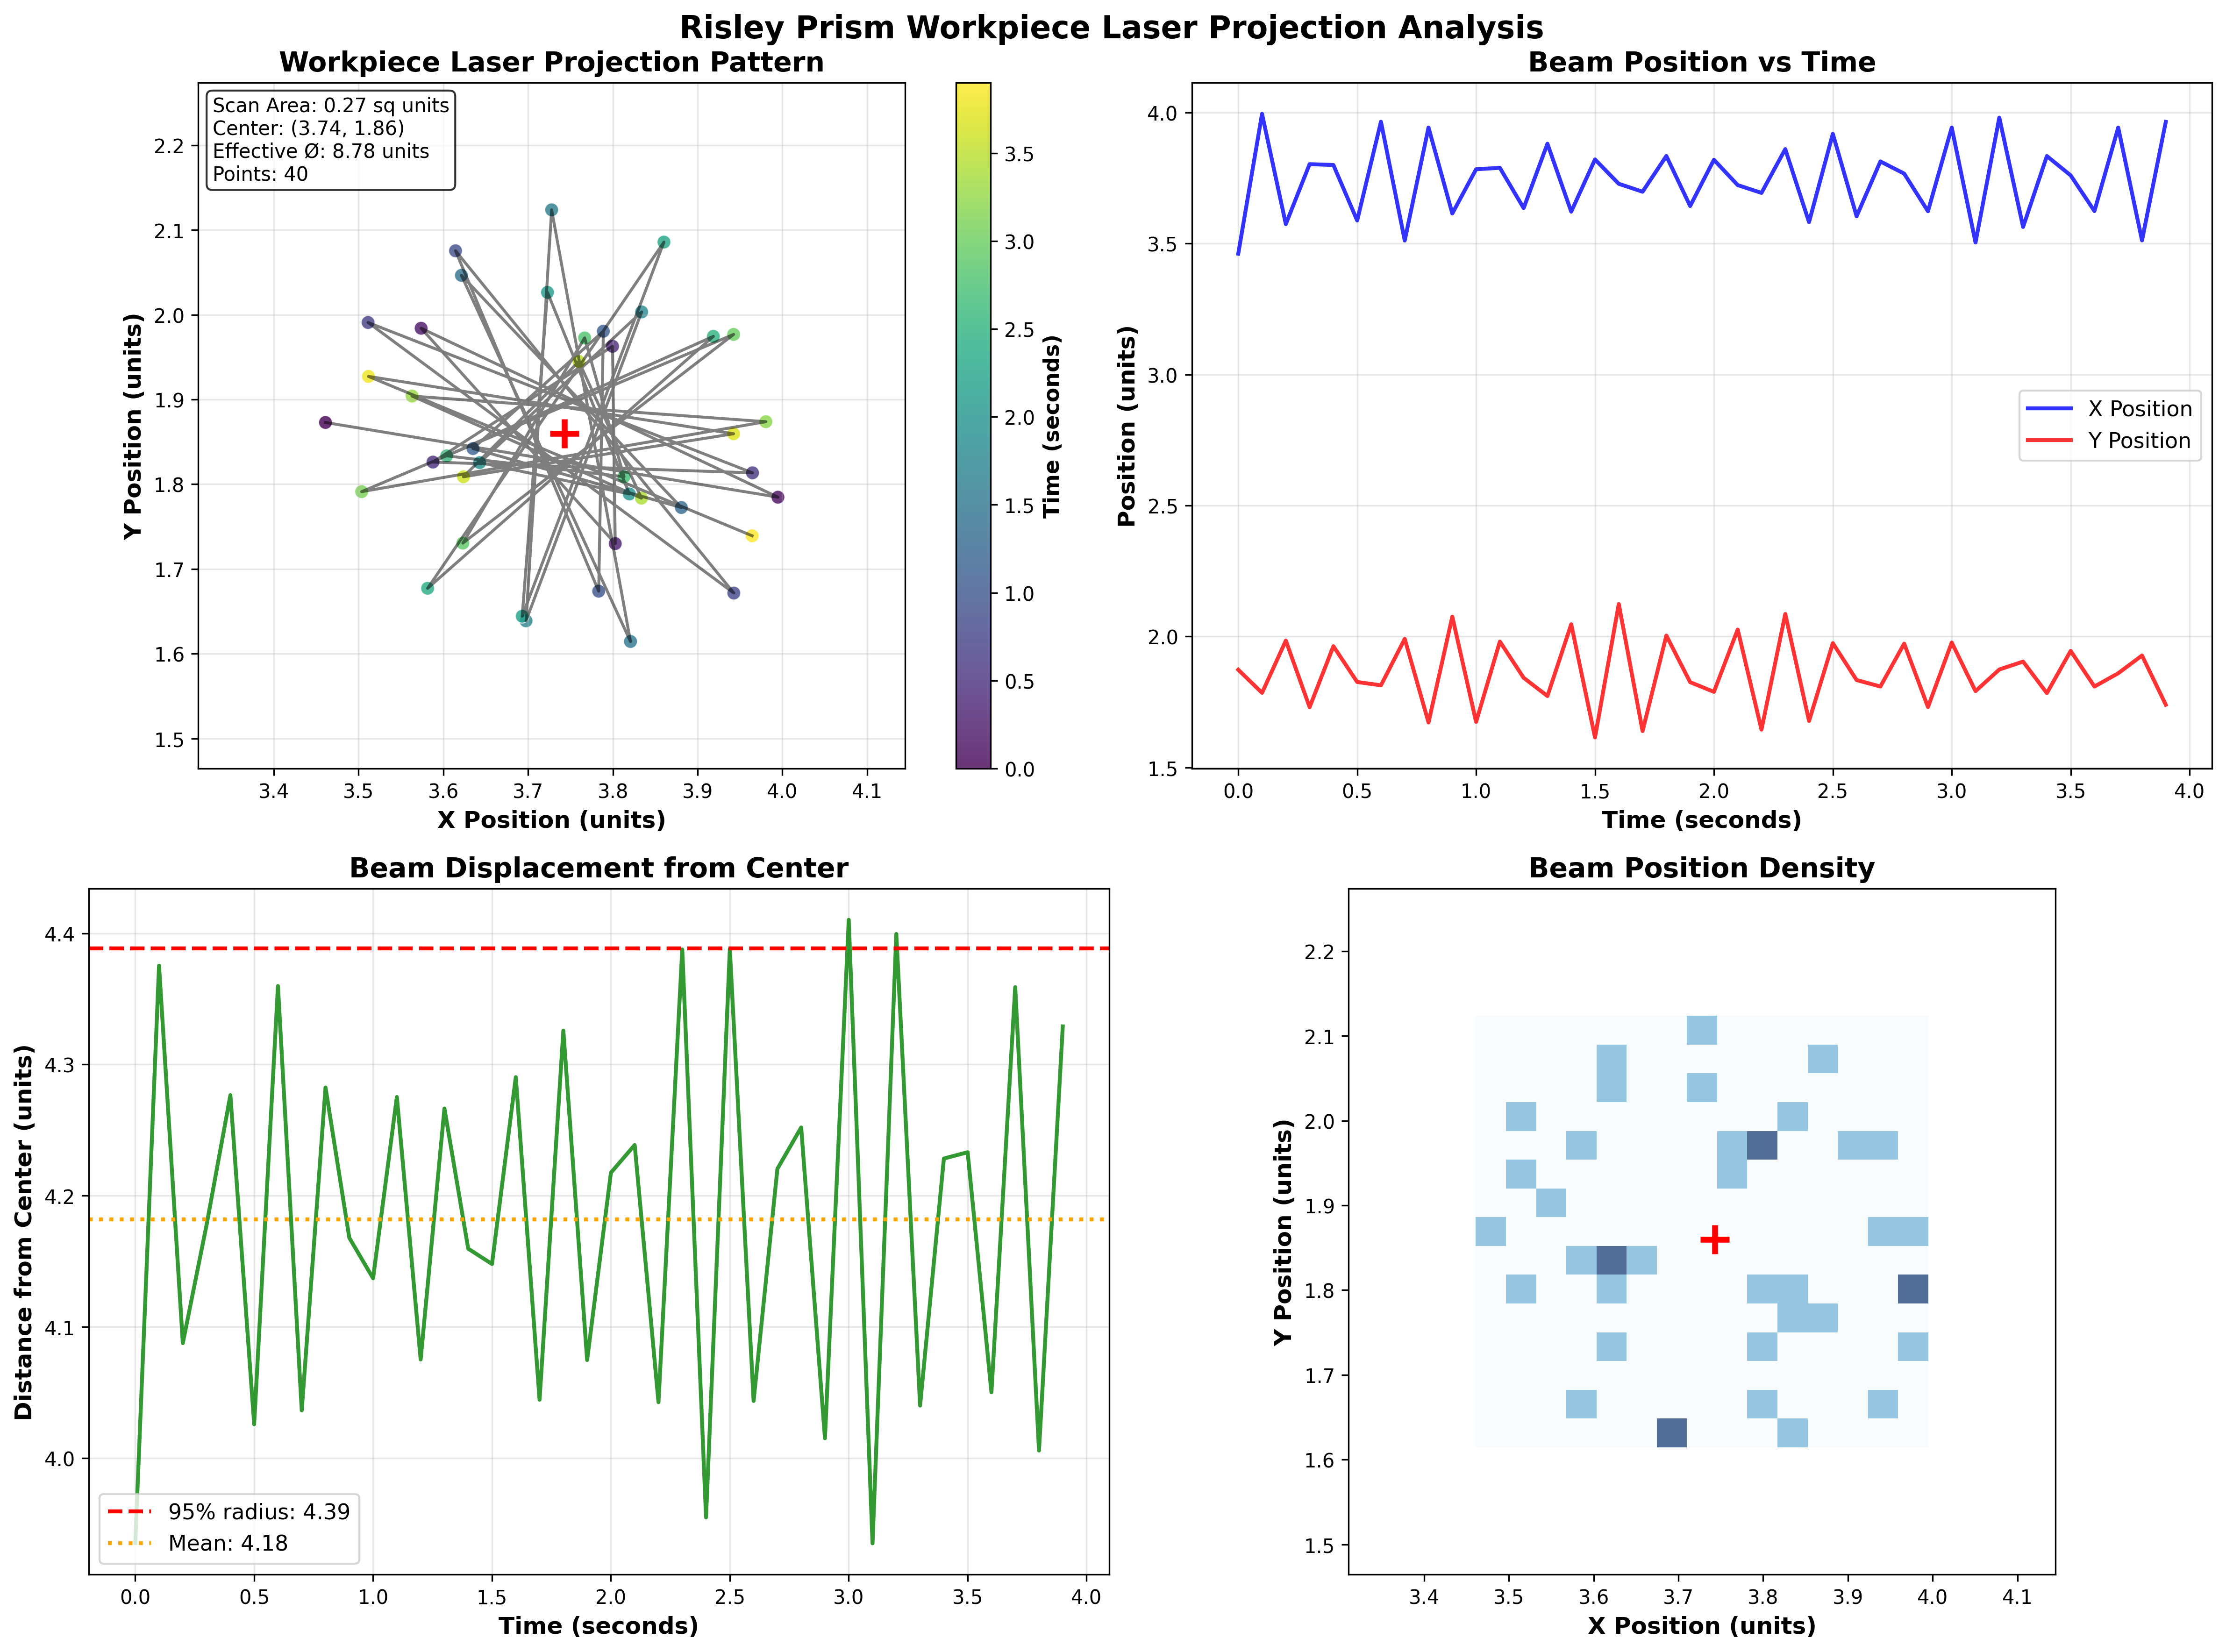 Risley Prism Workpiece Laser Projection Analysis
Workpiece Laser Projection Pattern
Scan Area: 0.27 sq units
Center: (3.74, 1.86)
Effective Ø: 8.78 units
Points: 40
2.2
2.1
2.0
1.9
1.8
1.7
1.6
1.5
Y Position (units)
3.4 3.5 3.6 3.7 3.8 3.9 4.0 4.1
X Position (units)
3.5
3.0
2.5
2.0
1.5
1.0
0.5
0.0
Time (seconds)
Beam Position vs Time
4.0
3.5
3.0
2.5
2.0
1.5
Position (units)
X Position
Y Position
0.0 0.5 1.0 1.5 2.0 2.5 3.0 3.5 4.0
Time (seconds)
Beam Displacement from Center
4.4
4.3
4.2
4.1
4.0
Distance from Center (units)
95% radius: 4.39
Mean: 4.18
0.0 0.5 1.0 1.5 2.0 2.5 3.0 3.5 4.0
Time (seconds)
Beam Position Density
2.2
2.1
2.0
1.9
1.8
1.7
1.6
1.5
Y Position (units)
3.4 3.5 3.6 3.7 3.8 3.9 4.0 4.1
X Position (units)